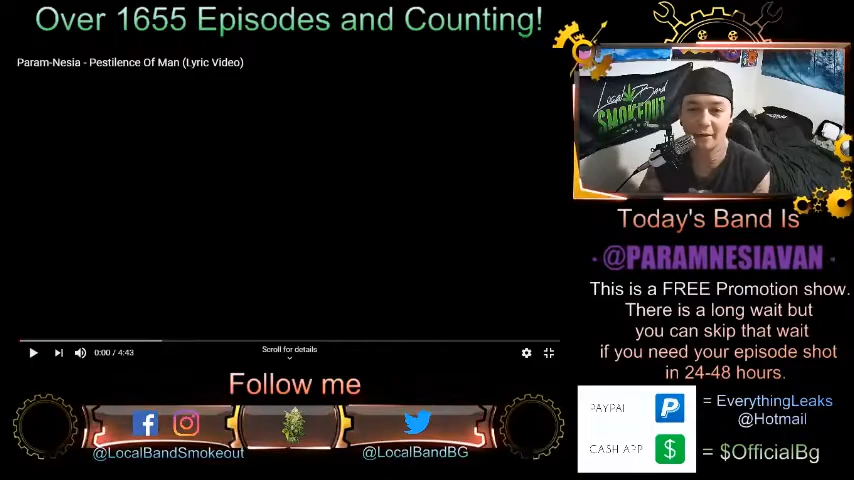 Over 1655 Episodes and Counting!
Param-Nesia - Pestilence Of Man (Lyric Video)
Local Band
SMOKEOUT
Today's Band Is
@PARAMNESIAVAN
This is a FREE Promotion show.
There is a long wait but
you can skip that wait
if you need your episode shot
in 24-48 hours.
0:00 / 4:43
Scroll for details
Follow me
@LocalBandSmokeout
@LocalBandBG
PAYPAL
= EverythingLeaks
@Hotmail
CASH APP
= $OfficialBg